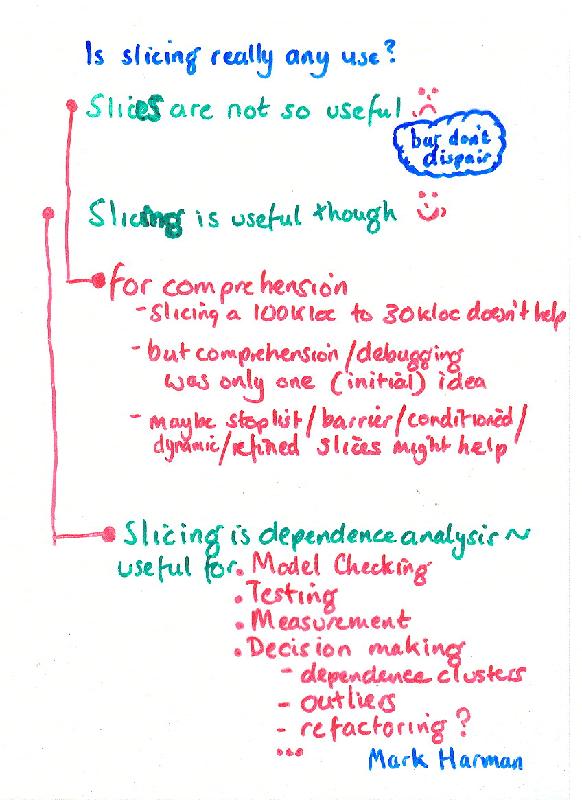 Is slicing really any use?
Slices are not so useful
but don't
dispair
Slicing is useful though
for comprehension
- slicing a 100Kloc to 30kloc doesn't help
- but comprehension/debugging
was only one (initial) idea
- maybe stoplist/barrier/conditioned/
dynamic/refined slices might help
Slicing is dependence analysis ~
useful for • Model Checking
• Testing
• Measurement
• Decision making
- dependence clusters
- outliers
- refactoring?
...
Mark Harman